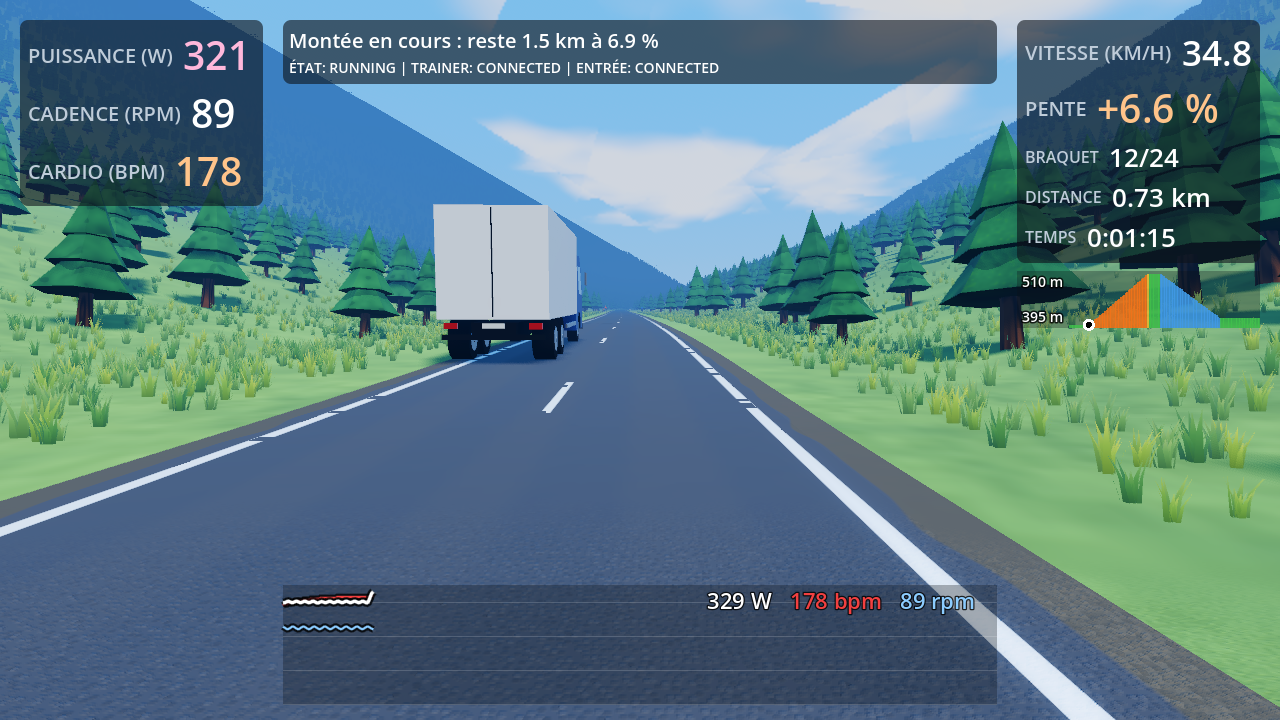 PUISSANCE (W) 321
CADENCE (RPM) 89
CARDIO (BPM) 178
Montée en cours : reste 1.5 km à 6.9 %
ÉTAT: RUNNING | TRAINER: CONNECTED | ENTRÉE: CONNECTED
VITESSE (KM/H) 34.8
PENTE +6.6 %
BRAQUET 12/24
DISTANCE 0.73 km
TEMPS 0:01:15
510 m
395 m
329 W 178 bpm 89 rpm